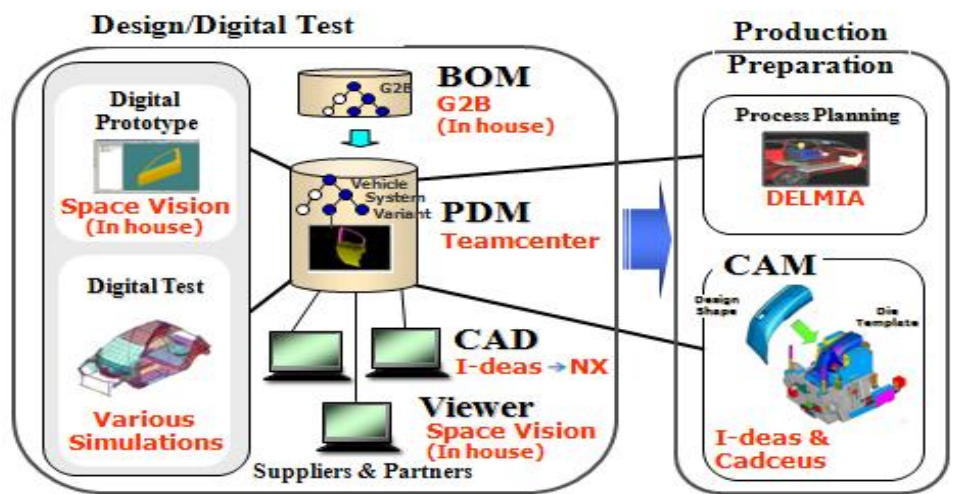 Design/Digital Test
Digital
Prototype
Space Vision
(In house)
Digital Test
Various
Simulations
G2B
BOM
G2B
(In house)
Vehicle
System
Variant
PDM
Teamcenter
CAD
I-deas → NX
Viewer
Space Vision
(In house)
Suppliers & Partners
Production
Preparation
Process Planning
DELMIA
CAM
Design
Shape
Die
Template
I-deas &
Cadceus